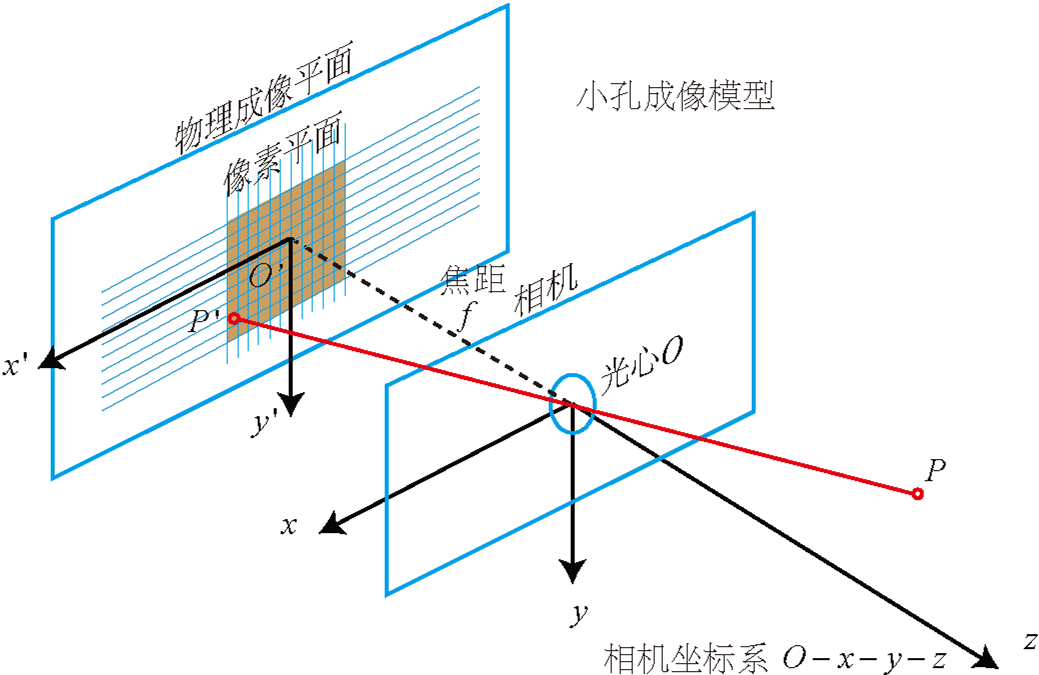 小孔成像模型
物理成像平面
像素平面
O'
P'
x'
y'
焦距
f
相机
光心O
P
x
y
z
相机坐标系 O-x-y-z